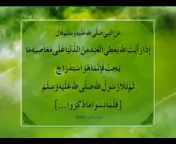 عن النبي صلى الله عليه وسلم قال
إذا رأيت الله يعطي العبد من الدنيا على معاصيه ما
يحب فإنما هو استدراج
ثم تلا رسول الله صلى الله عليه وسلم
{فلما نسوا ما ذكروا ...}